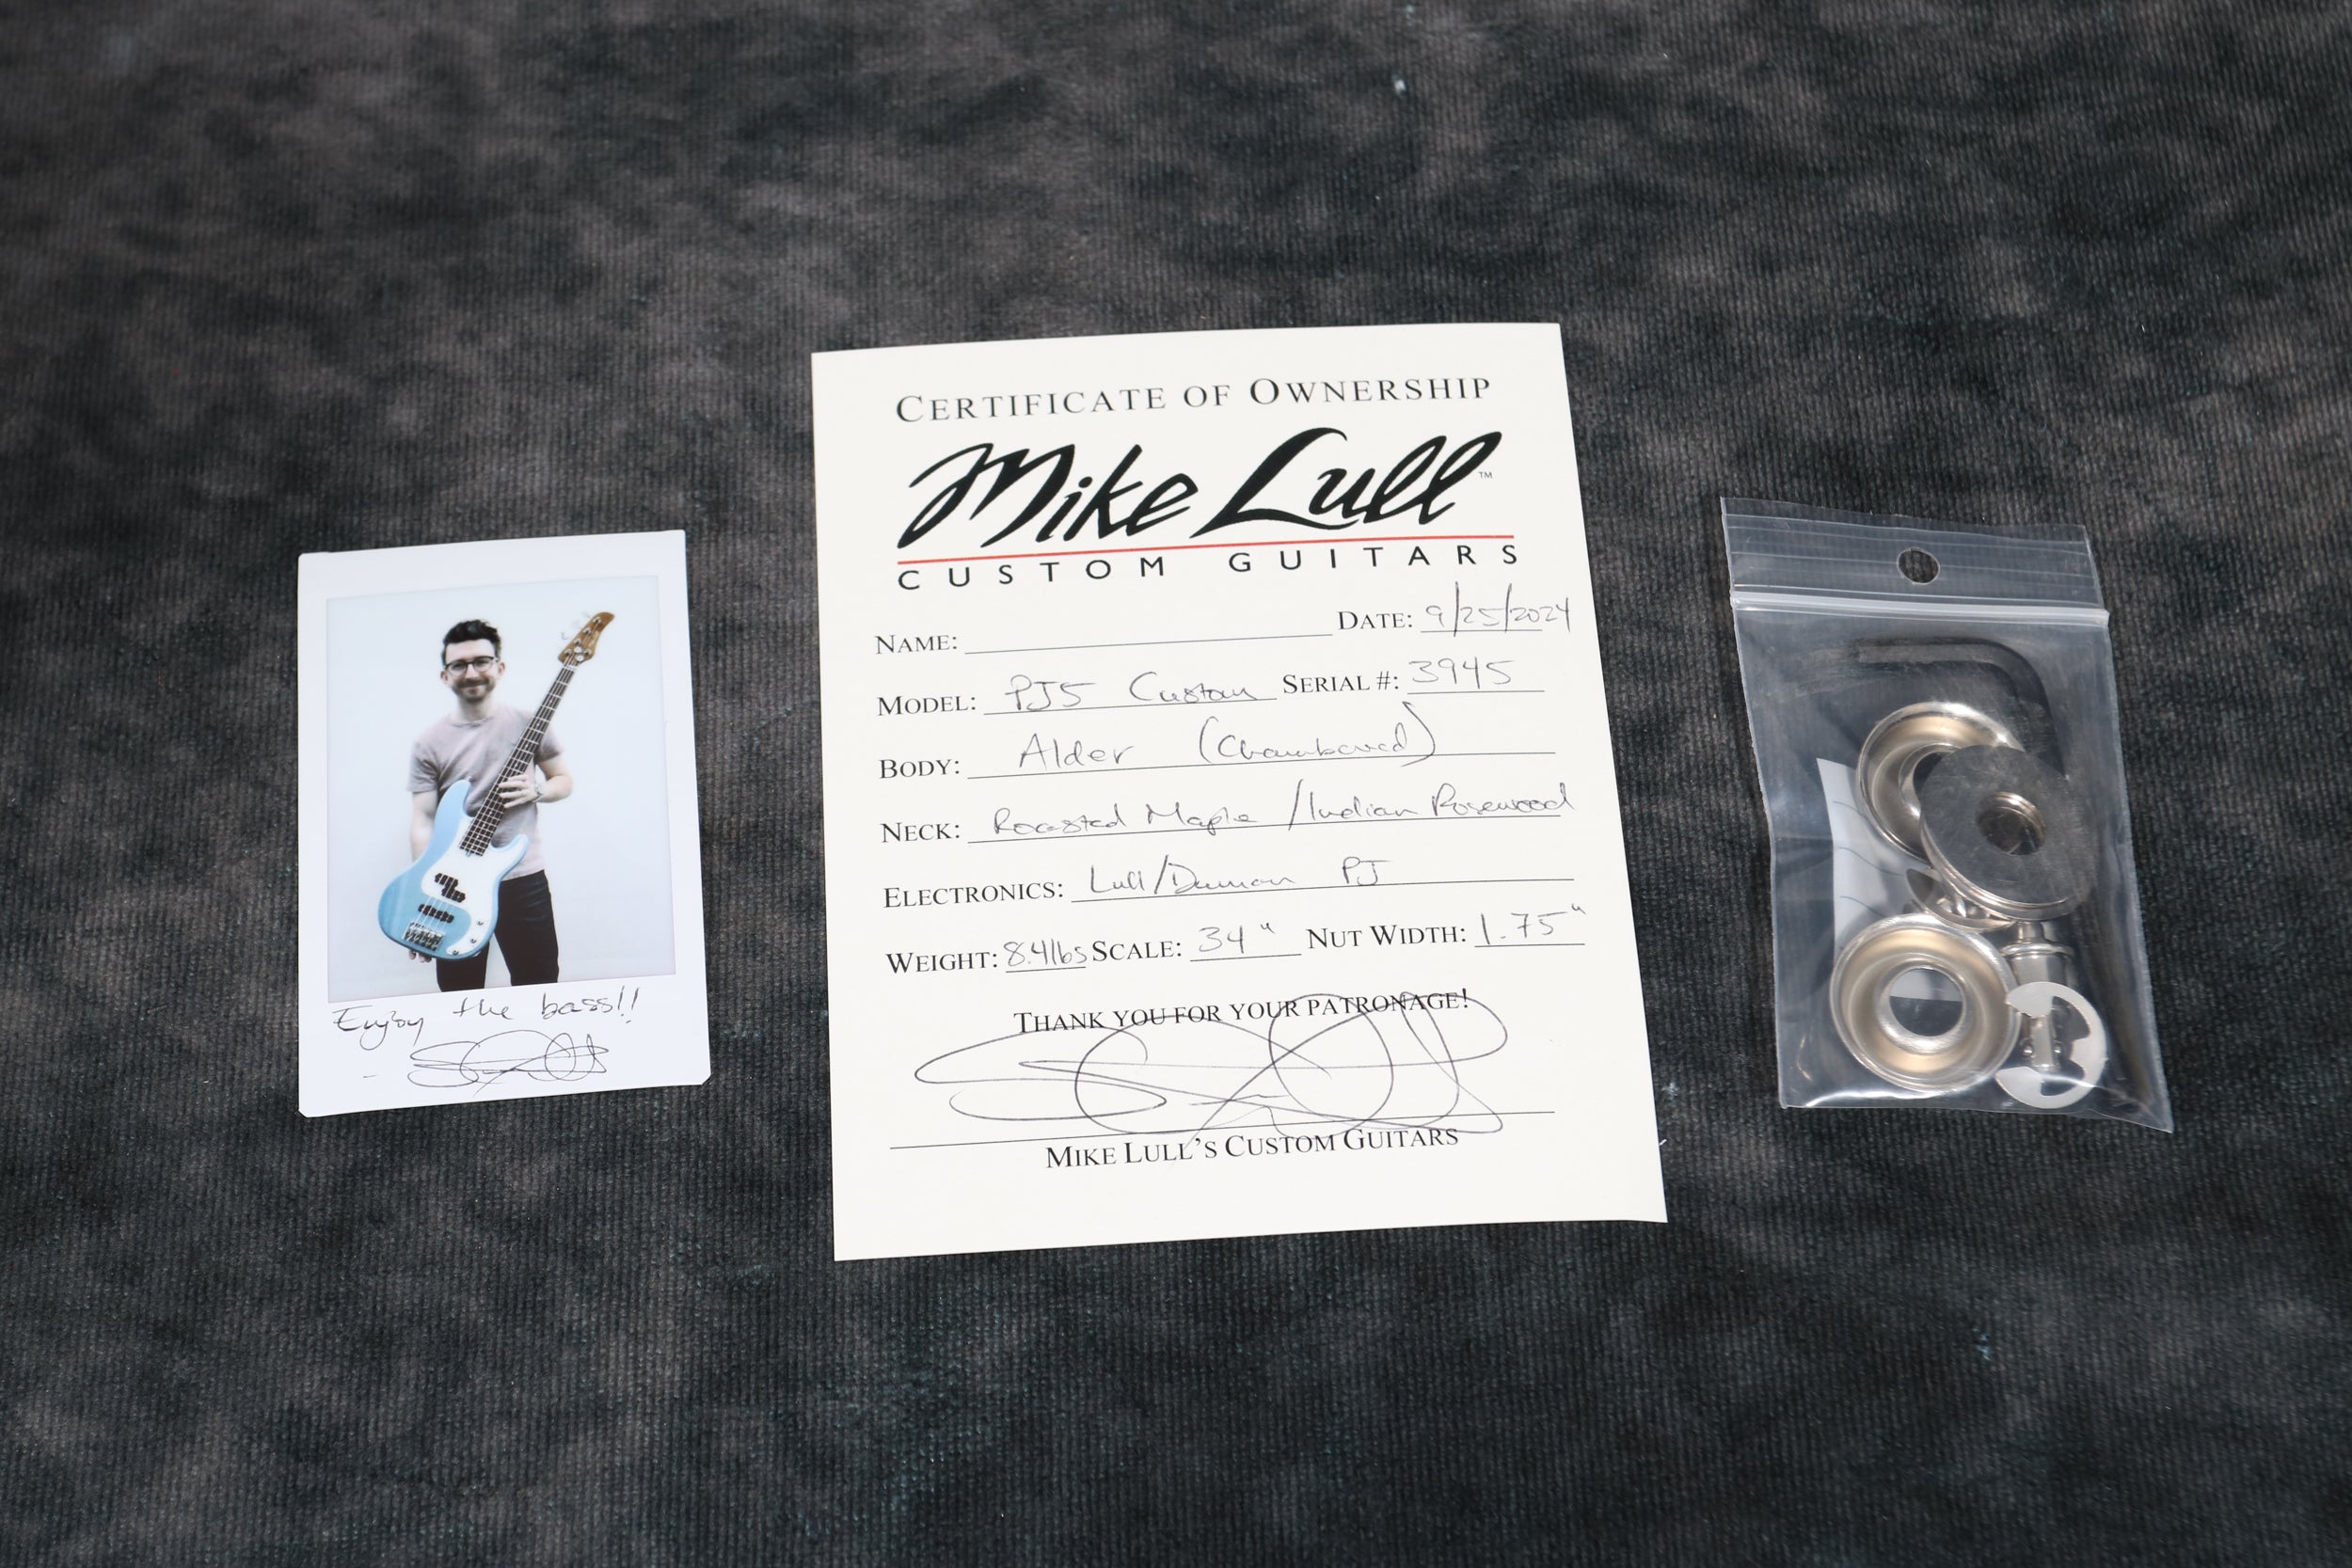 Enjoy the bass!!
CERTIFICATE OF OWNERSHIP
Mike Lull™
CUSTOM GUITARS
NAME: DATE: 9/25/2024
MODEL: PJ5 Custom SERIAL #: 3945
BODY: Alder (Chambered)
NECK: Roasted Maple / Indian Rosewood
ELECTRONICS: Lull/Duncan PJ
WEIGHT: 8.4lbs SCALE: 34" NUT WIDTH: 1.75"
THANK YOU FOR YOUR PATRONAGE!
MIKE LULL'S CUSTOM GUITARS